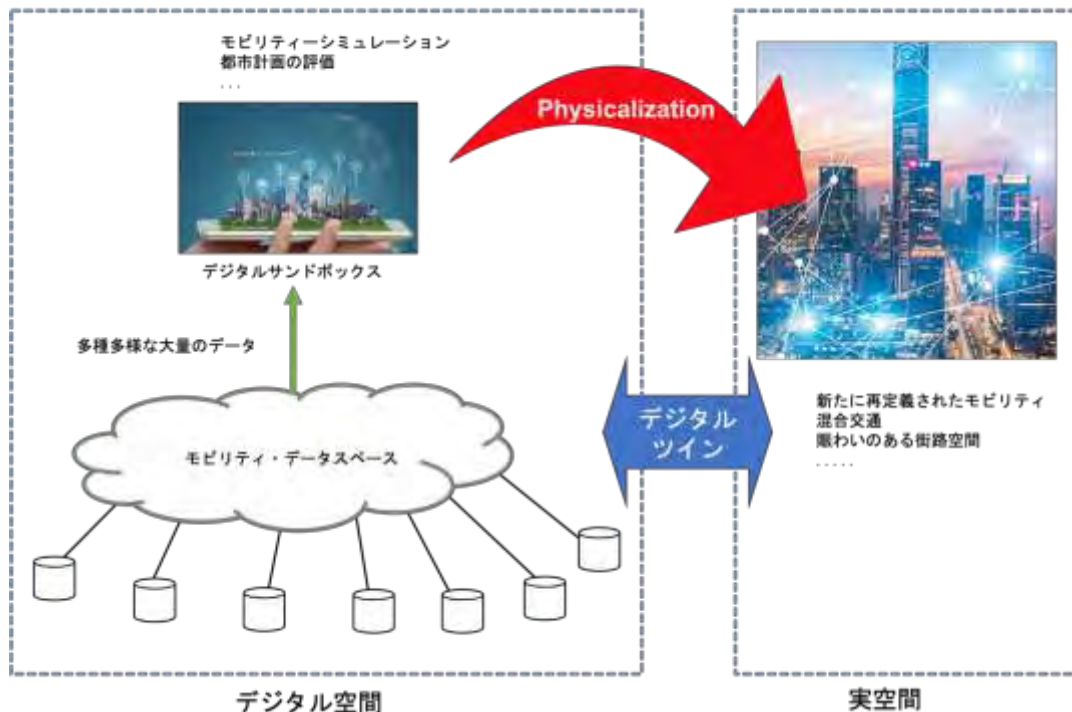 モビリティーシミュレーション
都市計画の評価
...
Physicalization
デジタルサンドボックス
多種多様な大量のデータ
モビリティ・データスペース
デジタル
ツイン
新たに再定義されたモビリティ
混合交通
賑わいのある街路空間
.....
デジタル空間
実空間